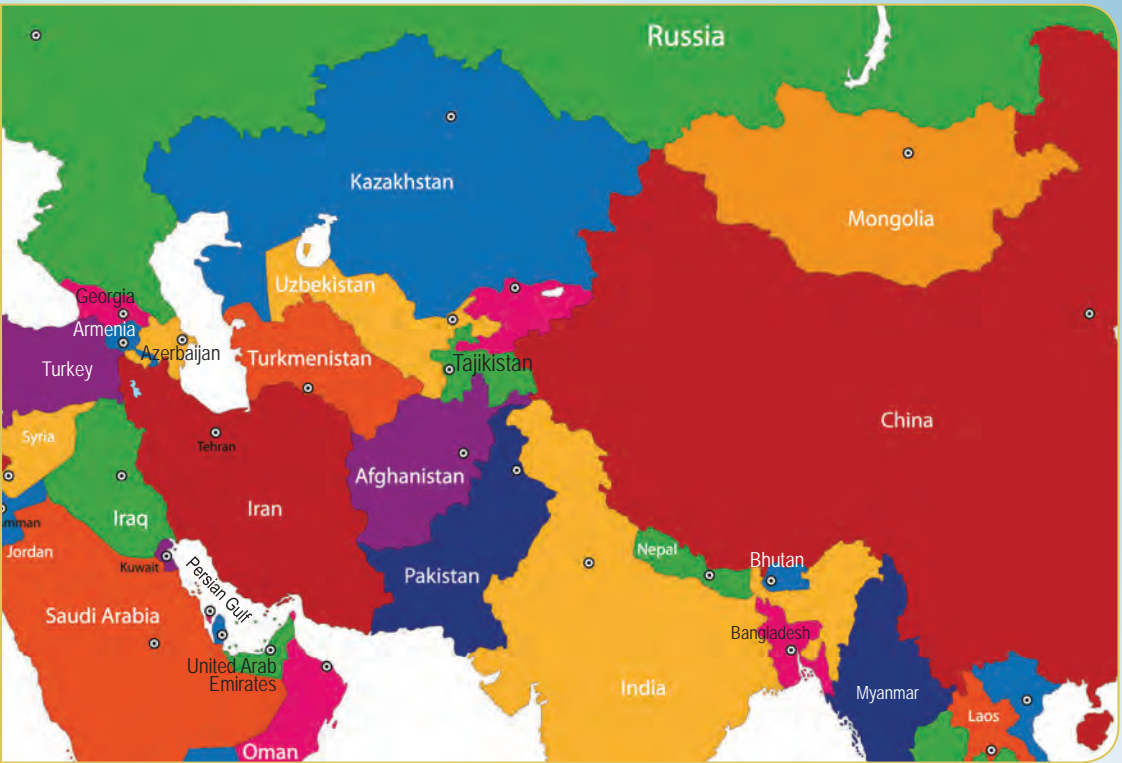 Russia
Kazakhstan
Mongolia
Uzbekistan
Georgia
Armenia
Azerbaijan
Turkey
Turkmenistan
Tajikistan
China
Syria
Tehran
Afghanistan
Iran
Iraq
mman
Jordan
Kuwait
Persian Gulf
Pakistan
Nepal
Bhutan
Saudi Arabia
Bangladesh
United Arab
Emirates
India
Myanmar
Laos
Oman